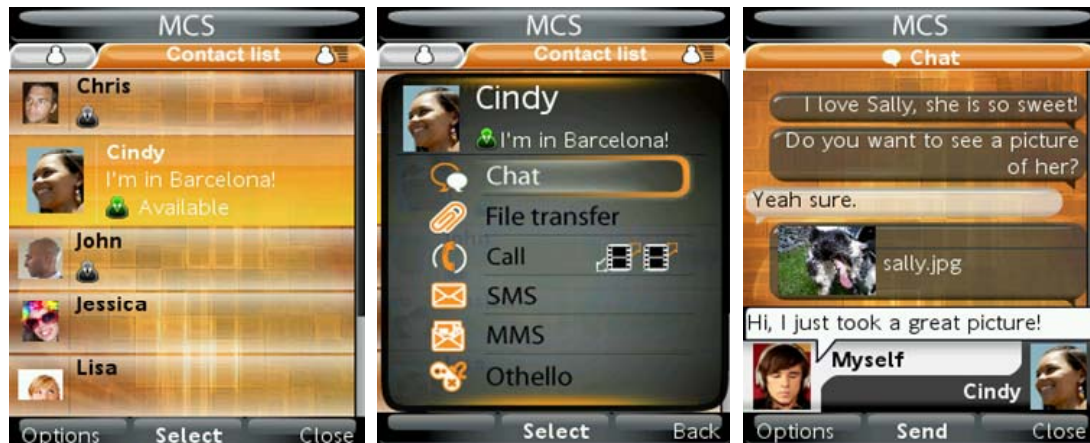 MCS
Contact list
Chris
Cindy
I'm in Barcelona!
Available
John
Jessica
Lisa
Options Select Close
MCS
Contact list
Cindy
I'm in Barcelona!
Chat
File transfer
Call
SMS
MMS
Othello
Select Back
MCS
Chat
I love Sally, she is so sweet!
Do you want to see a picture
of her?
Yeah sure.
sally.jpg
Hi, I just took a great picture!
Myself
Cindy
Options Send Close